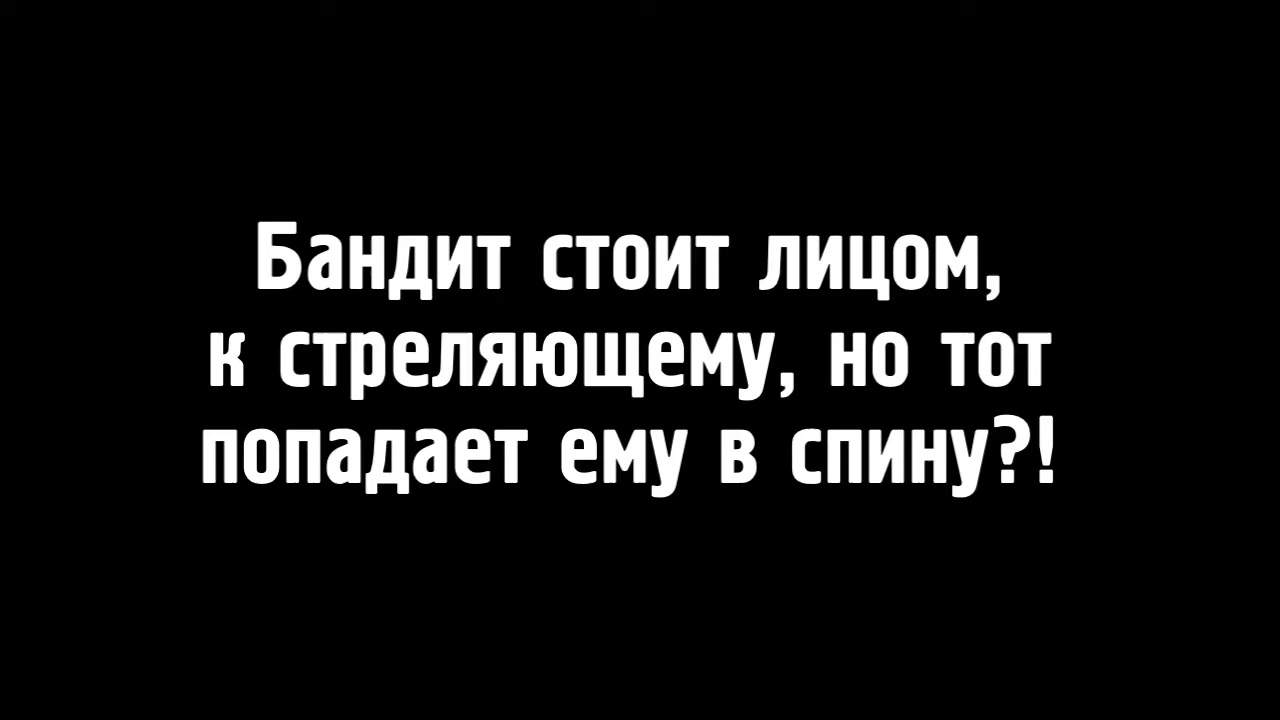 Бандит стоит лицом,
к стреляющему, но тот
попадает ему в спину?!